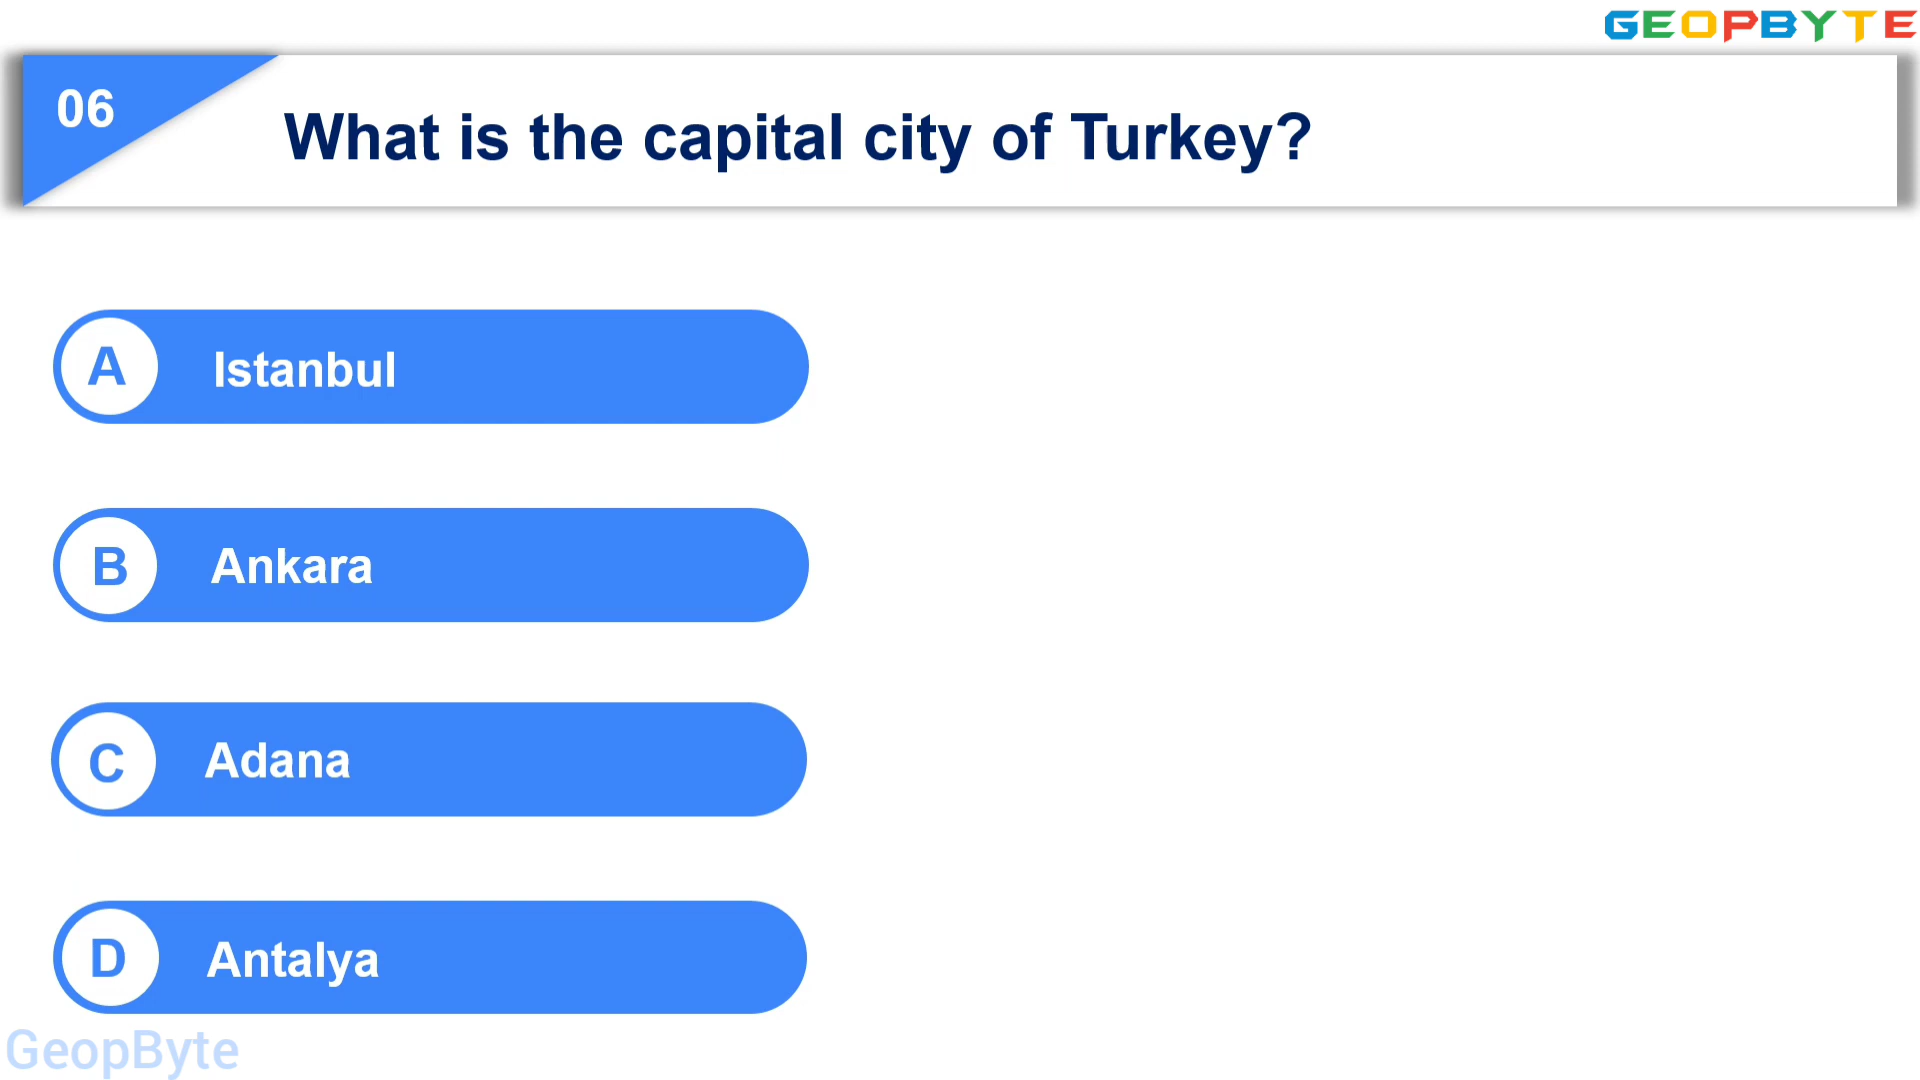 GEOPBYTE
06
What is the capital city of Turkey?
A Istanbul
B Ankara
C Adana
D Antalya
GeopByte